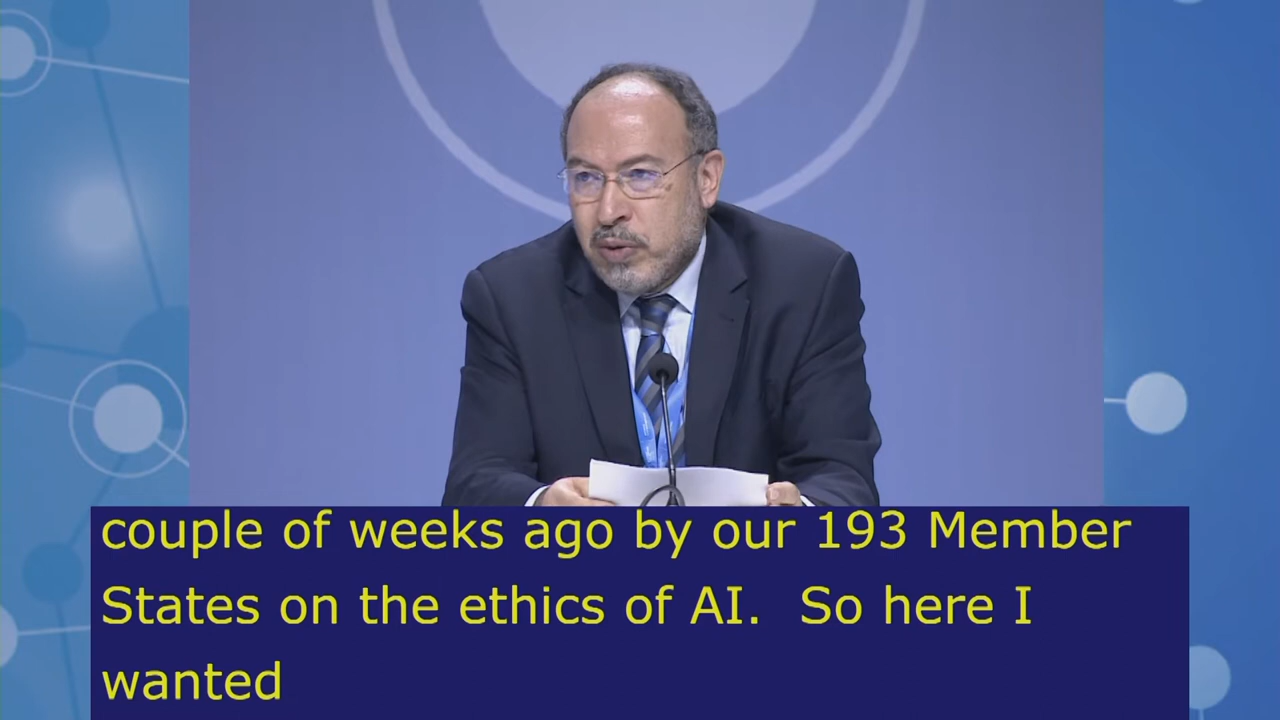 couple of weeks ago by our 193 Member
States on the ethics of AI.  So here I
wanted